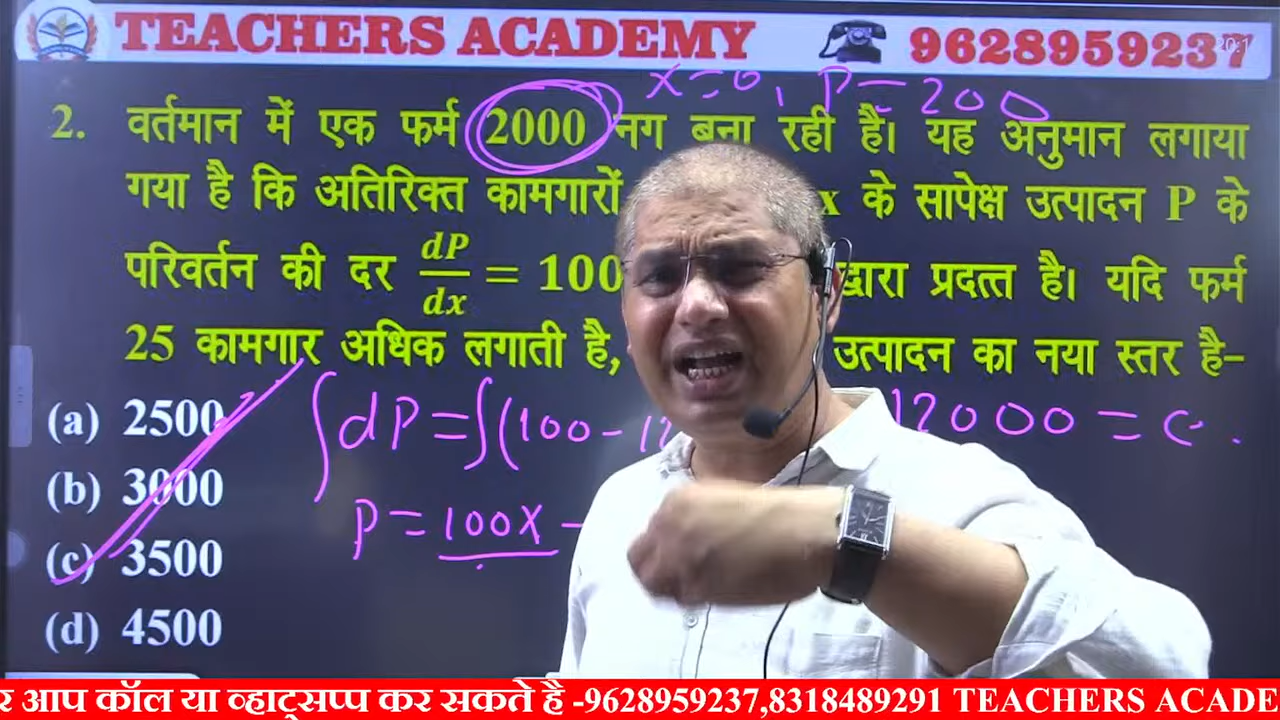 TEACHERS ACADEMY 9628959237
x = 0, P = 200
2. वर्तमान में एक फर्म 2000 नग बना रही है। यह अनुमान लगाया
गया है कि अतिरिक्त कामगारों x के सापेक्ष उत्पादन P के
परिवर्तन की दर dP/dx = 100 द्वारा प्रदत्त है। यदि फर्म
25 कामगार अधिक लगाती है, उत्पादन का नया स्तर है–
(a) 2500
∫dP = ∫(100 - 12 2000 = c.
(b) 3000
P = 100x -
(c) 3500
(d) 4500
र आप कॉल या व्हाट्सप्प कर सकते है -9628959237,8318489291 TEACHERS ACADE